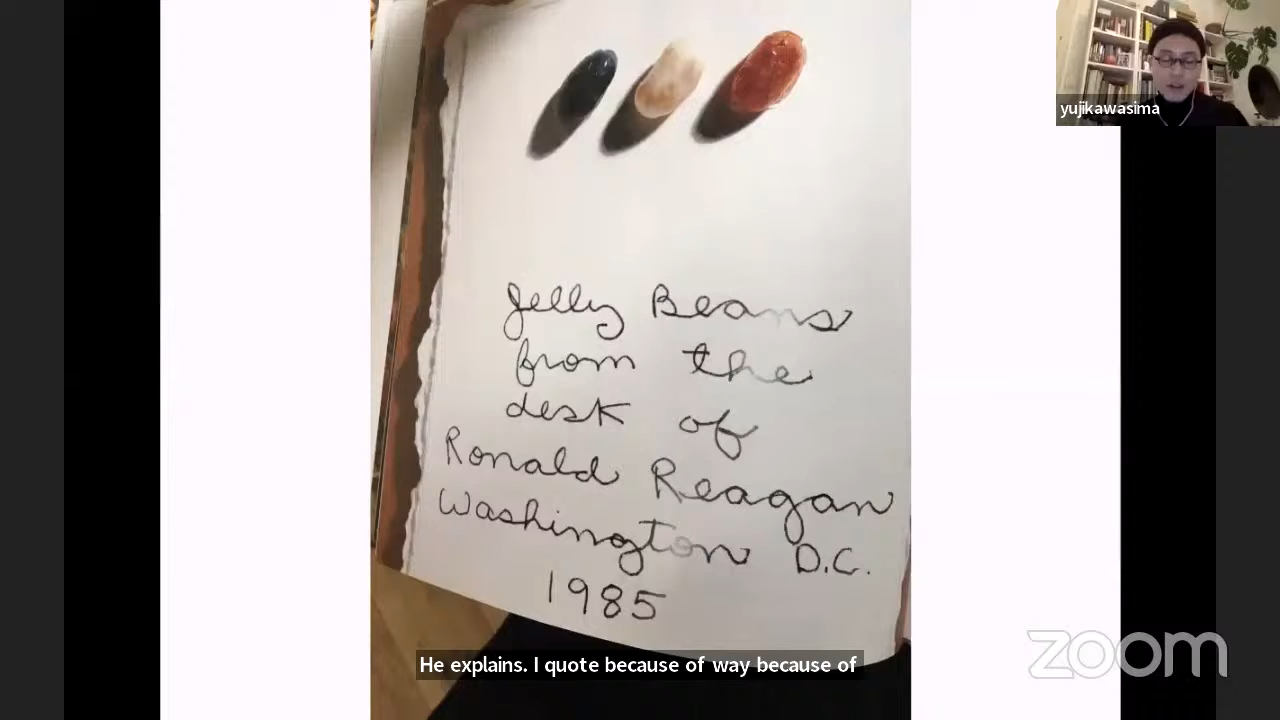 yujikawasima
Jelly Beans
from the
desk of
Ronald Reagan
Washington D.C.
1985
He explains. I quote because of way because of
zoom